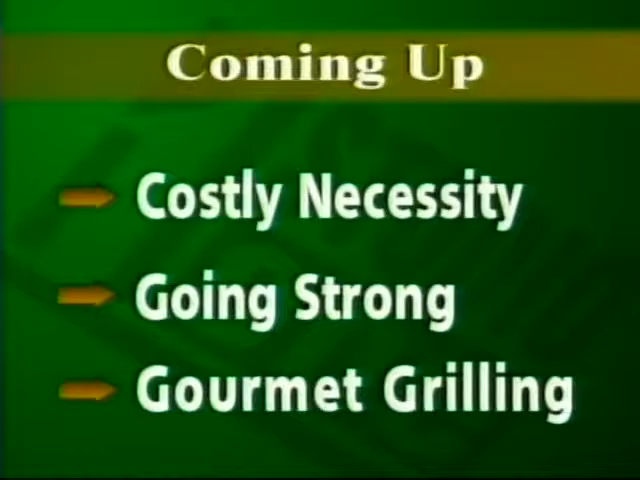 Coming Up
Costly Necessity
Going Strong
Gourmet Grilling